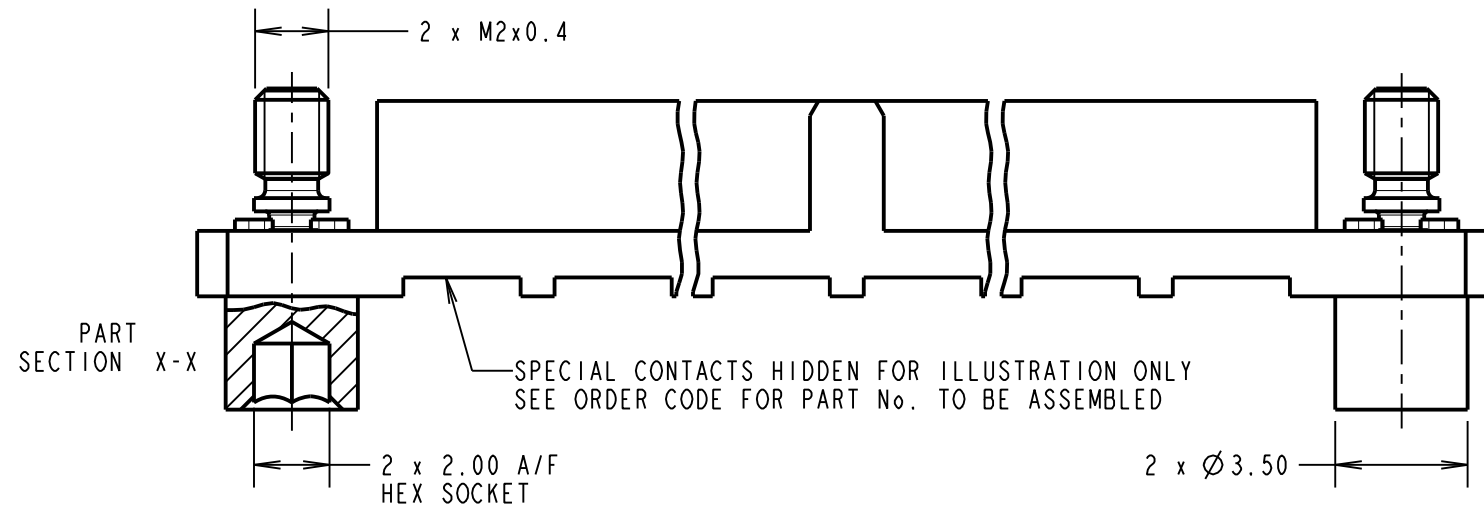 2 x M2x0.4
PART
SECTION X-X
SPECIAL CONTACTS HIDDEN FOR ILLUSTRATION ONLY
SEE ORDER CODE FOR PART No. TO BE ASSEMBLED
2 x 2.00 A/F
HEX SOCKET
2 x Ø3.50